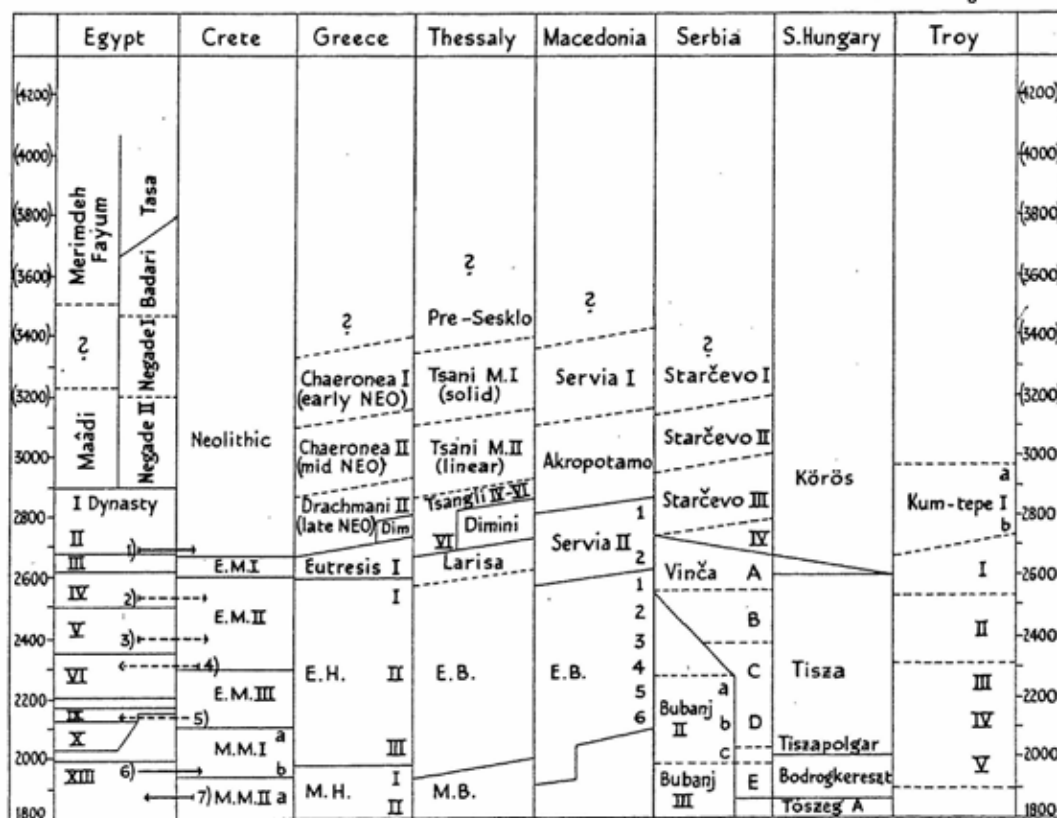 Egypt
Crete
Greece
Thessaly
Macedonia
Serbia
S.Hungary
Troy
(4200)
(4000)
(3800)
(3600)
(3400)
(3200)
3000
2800
2600
2400
2200
2000
1800
Merimdeh
Fayum
?
Maâdi
Tasa
Badari
Negade I
Negade II
I Dynasty
II
III
IV
V
VI
IX
X
XIII
1)
2)
3)
4)
5)
6)
7)
Neolithic
E.M.I
E.M.II
E.M.III
M.M.I a
b
M.M.II a
?
Chaeronea I
(early NEO)
Chaeronea II
(mid NEO)
Drachmani II
(late NEO)
Dim
Eutresis I
I
E.H. II
III
M.H. I
II
?
Pre-Sesklo
Tsani M.I
(solid)
Tsani M.II
(linear)
Tsangli IV-VI
VI
Dimini
Larisa
E.B.
M.B.
?
Servia I
Akropotamo
1
Servia II
2
1
2
3
E.B. 4
5
6
?
Starčevo I
Starčevo II
Starčevo III
IV
Vinča A
B
C
D
E
Bubanj
II
a
b
c
Bubanj
III
Körös
Tisza
Tiszapolgar
Bodrogkereszt
Tószeg A
a
Kum-tepe I
b
I
II
III
IV
V
(4200)
(4000)
(3800)
(3600)
(3400)
(3200)
3000
2800
2600
2400
2200
2000
1800